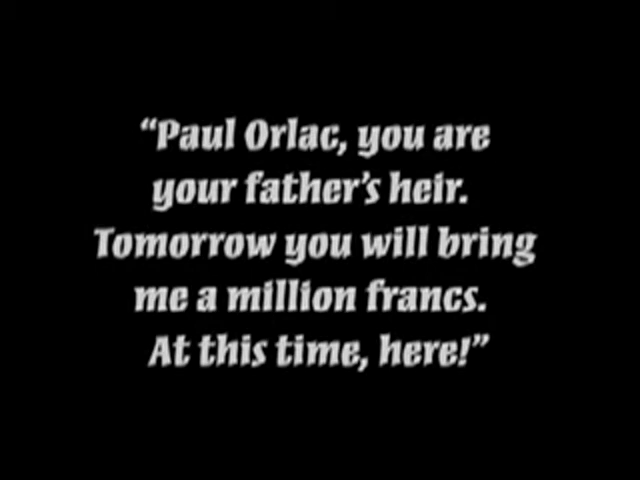 “Paul Orlac, you are
your father’s heir.
Tomorrow you will bring
me a million francs.
At this time, here!”